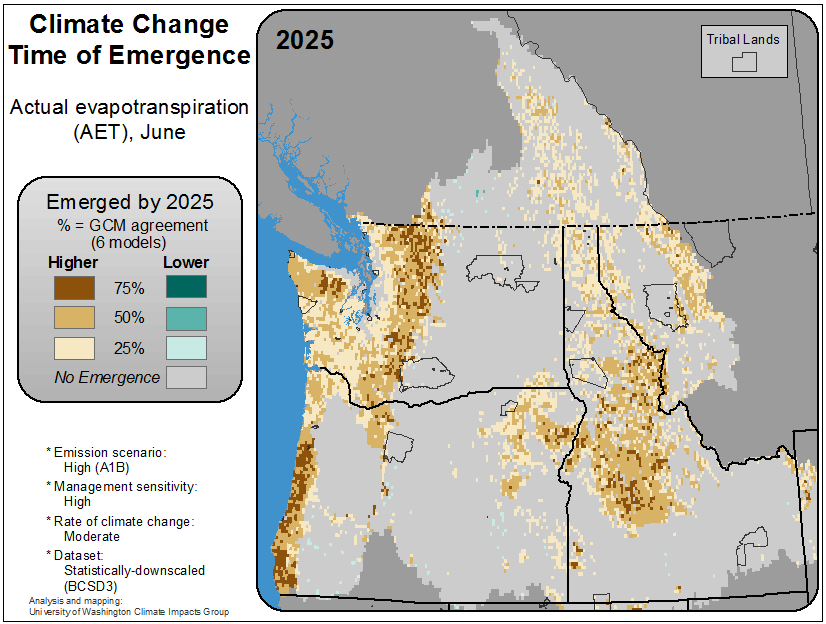 Climate Change
Time of Emergence
Actual evapotranspiration
(AET), June
Emerged by 2025
% = GCM agreement
(6 models)
Higher Lower
75%
50%
25%
No Emergence
* Emission scenario:
High (A1B)
* Management sensitivity:
High
* Rate of climate change:
Moderate
* Dataset:
Statistically-downscaled
(BCSD3)
Analysis and mapping:
University of Washington Climate Impacts Group
2025
Tribal Lands